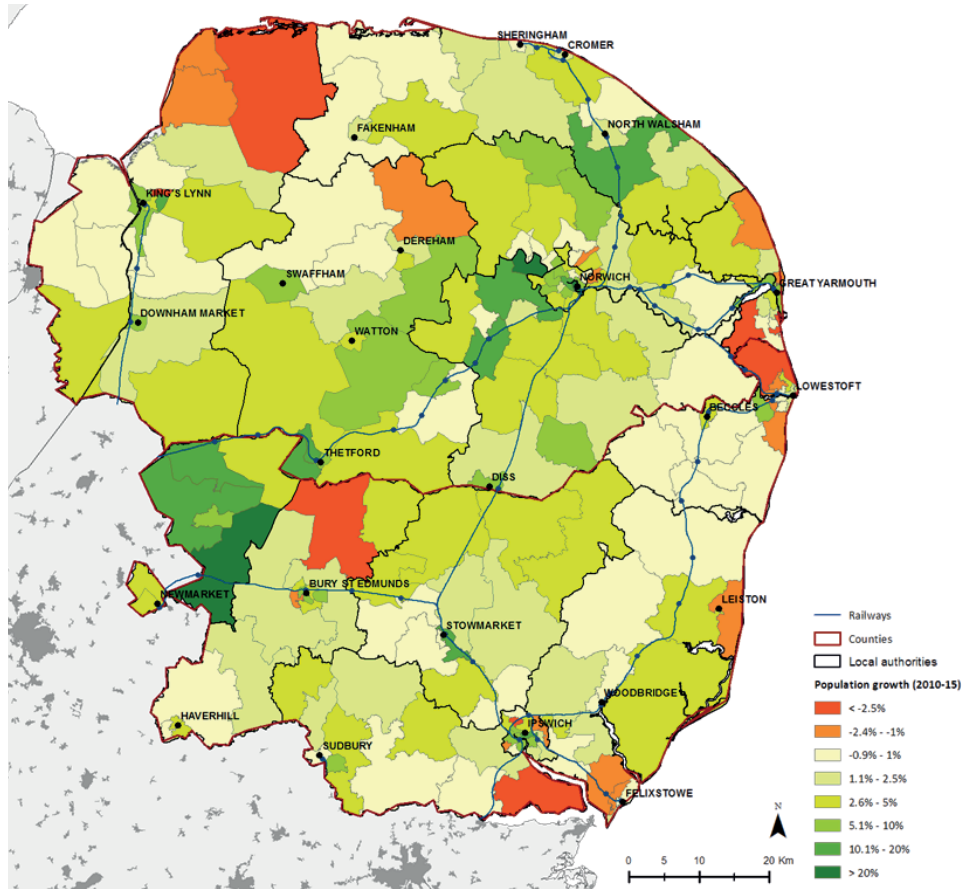 SHERINGHAM
CROMER
FAKENHAM
NORTH WALSHAM
KING'S LYNN
DEREHAM
SWAFFHAM
NORWICH
GREAT YARMOUTH
DOWNHAM MARKET
WATTON
LOWESTOFT
BECCLES
THETFORD
DISS
BURY ST EDMUNDS
NEWMARKET
LEISTON
STOWMARKET
WOODBRIDGE
HAVERHILL
IPSWICH
SUDBURY
FELIXSTOWE
Railways
Counties
Local authorities
Population growth (2010-15)
< -2.5%
-2.4% - -1%
-0.9% - 1%
1.1% - 2.5%
2.6% - 5%
5.1% - 10%
10.1% - 20%
> 20%
N
0 5 10 20 Km